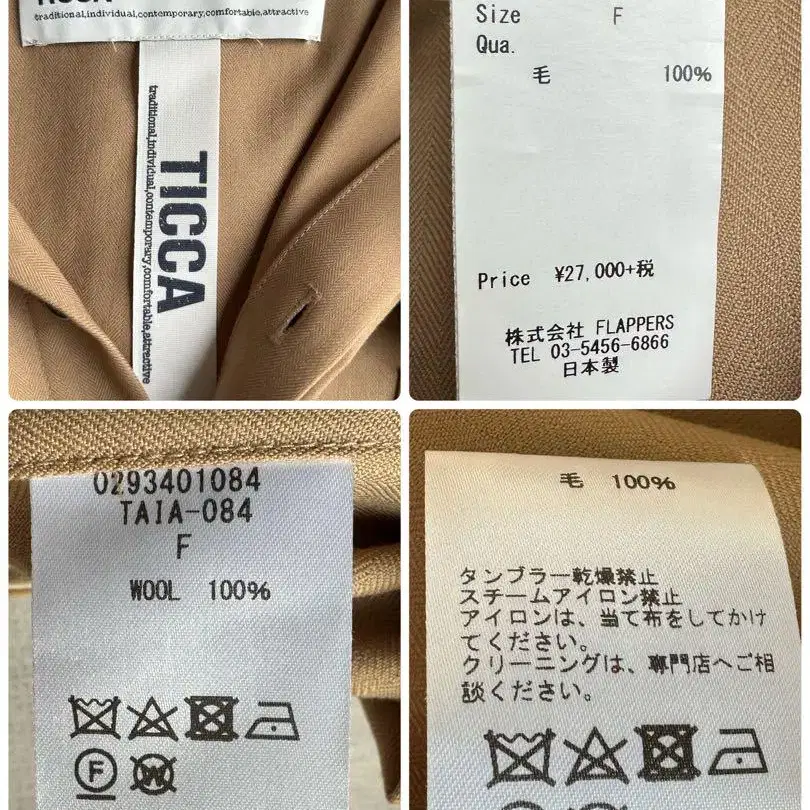 traditional,individual,contemporary,comfortable,attractive
TICCA
traditional,individual,contemporary,comfortable,attractive
Size F
Qua.
毛 100%
Price ¥27,000+税
株式会社 FLAPPERS
TEL 03-5456-6866
日本製
0293401084
TAIA-084
F
WOOL 100%
F
W
毛 100%
タンブラー乾燥禁止
スチームアイロン禁止
アイロンは、当て布をしてかけ
てください。
クリーニングは、専門店へご相
談ください。